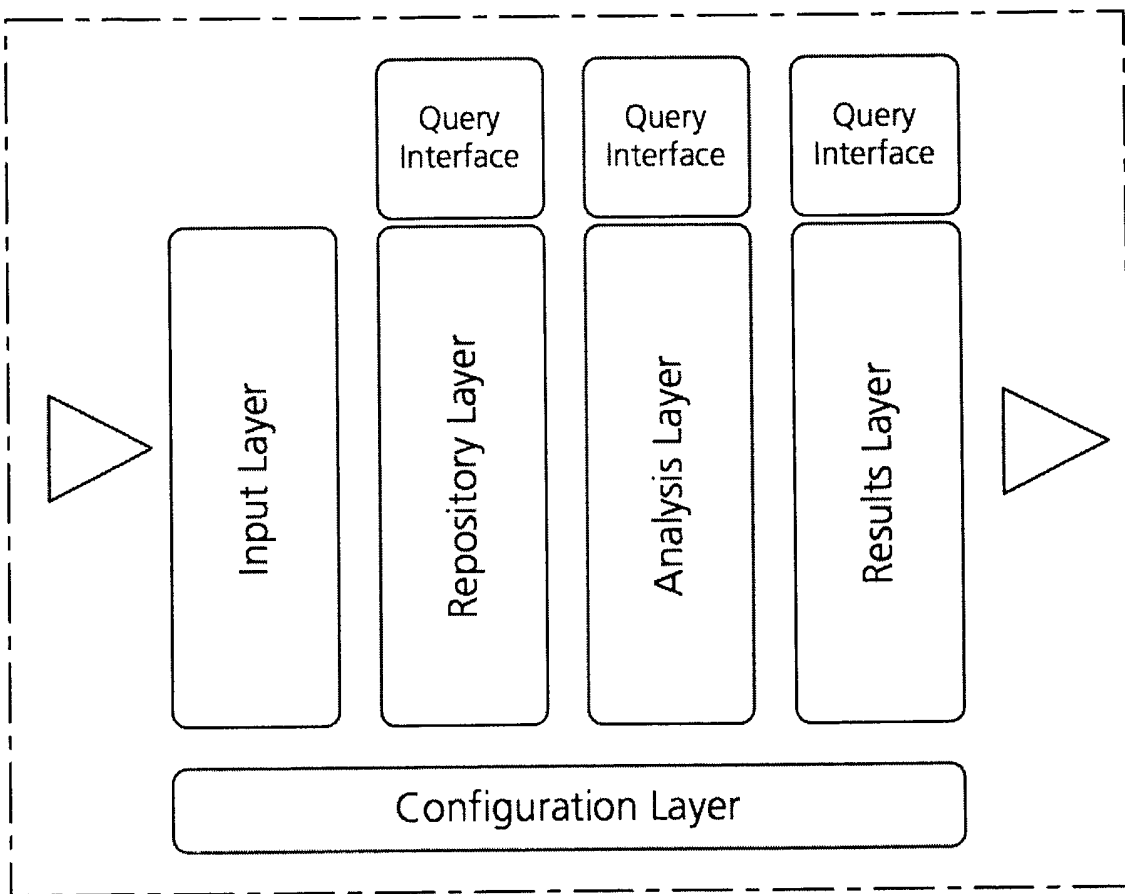 Query
Interface
Query
Interface
Query
Interface
Input Layer
Repository Layer
Analysis Layer
Results Layer
Configuration Layer